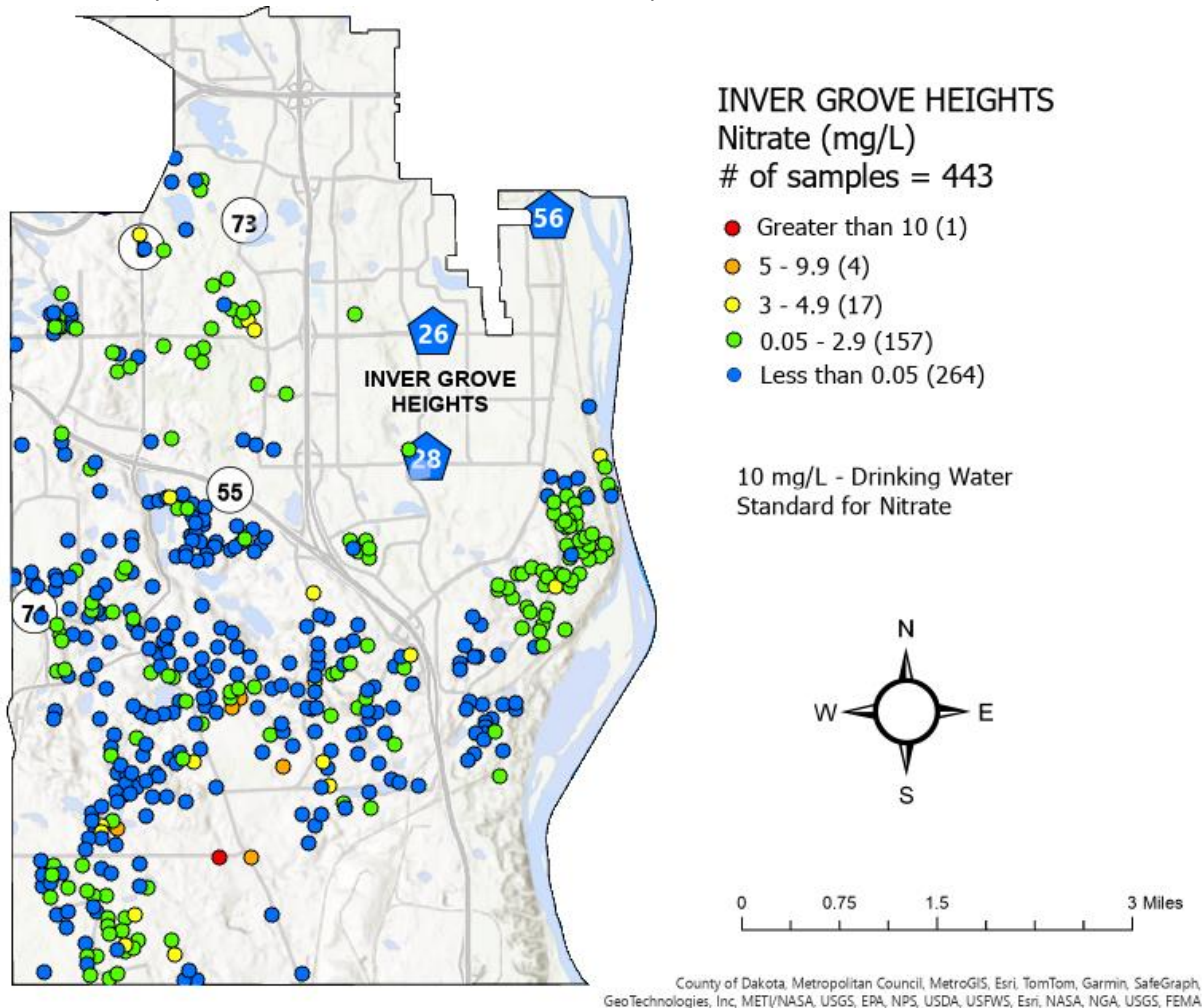 INVER GROVE HEIGHTS
Nitrate (mg/L)
# of samples = 443
Greater than 10 (1)
5 - 9.9 (4)
3 - 4.9 (17)
0.05 - 2.9 (157)
Less than 0.05 (264)
10 mg/L - Drinking Water
Standard for Nitrate
73
56
26
INVER GROVE
HEIGHTS
28
55
N
W E
S
0 0.75 1.5 3 Miles
County of Dakota, Metropolitan Council, MetroGIS, Esri, TomTom, Garmin, SafeGraph,
GeoTechnologies, Inc, METI/NASA, USGS, EPA, NPS, USDA, USFWS, Esri, NASA, NGA, USGS, FEMA